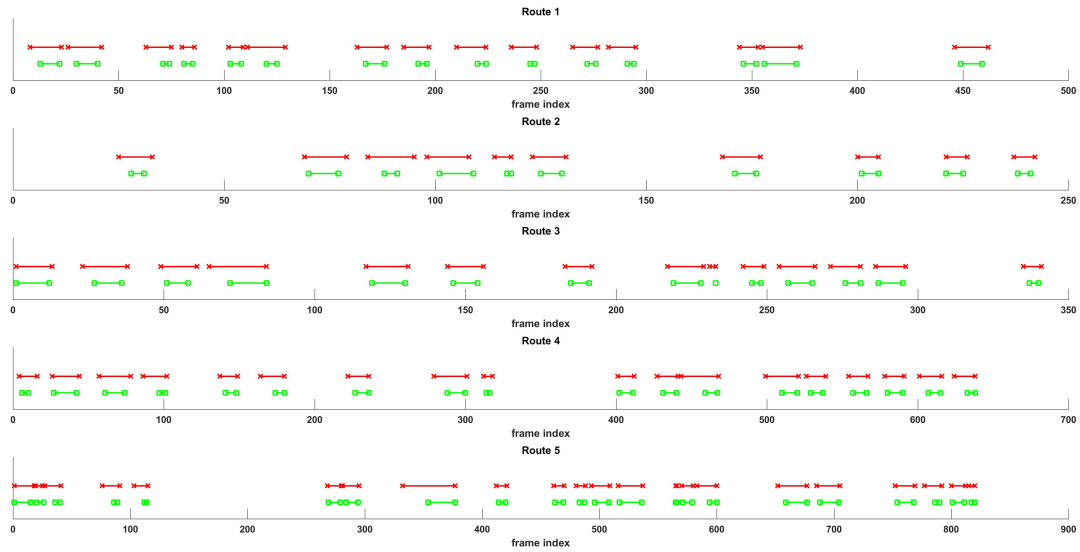 Route 1
0 50 100 150 200 250 300 350 400 450 500
frame index
Route 2
0 50 100 150 200 250
frame index
Route 3
0 50 100 150 200 250 300 350
frame index
Route 4
0 100 200 300 400 500 600 700
frame index
Route 5
0 100 200 300 400 500 600 700 800 900
frame index